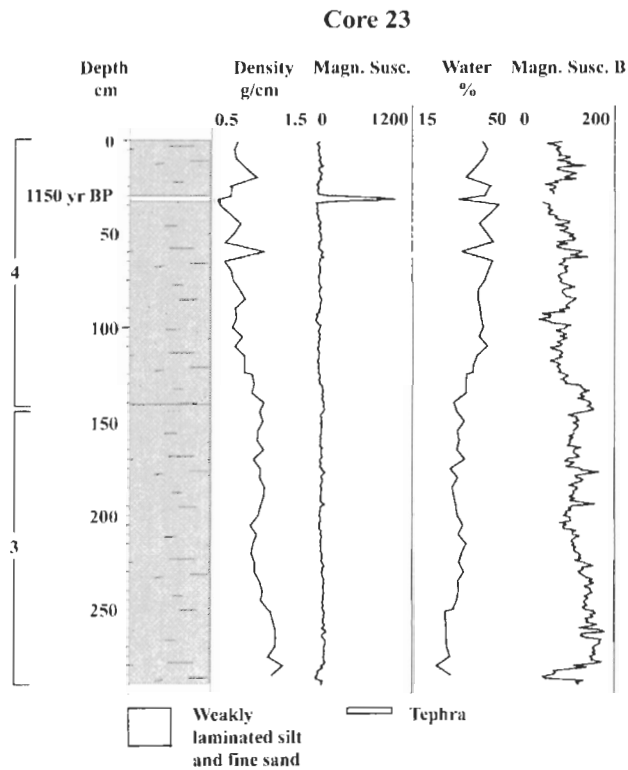 Core 23
Depth
cm
Density
g/cm
Magn. Susc.
Water
%
Magn. Susc. B
0.5 1.5 0 1200 15 50 0 200
0
1150 yr BP
50
4
100
150
200
3
250
Weakly
laminated silt
and fine sand
Tephra